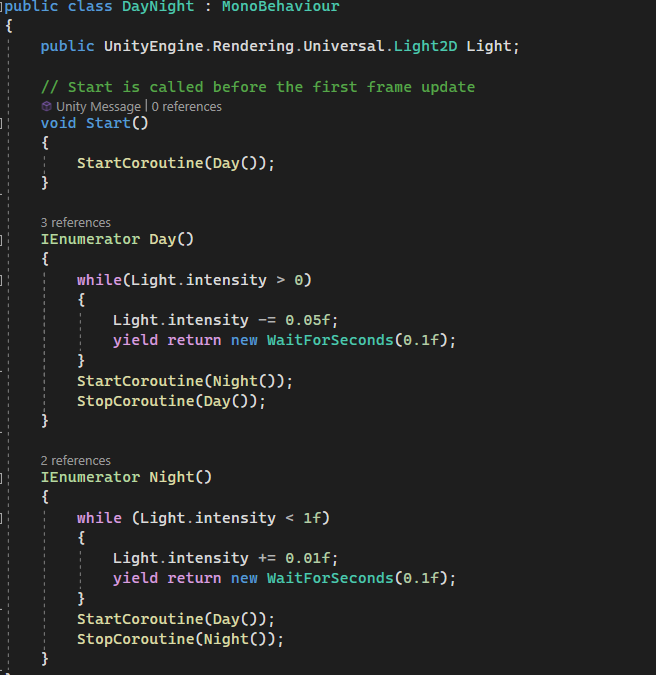 public class DayNight : MonoBehaviour
{
public UnityEngine.Rendering.Universal.Light2D Light;
// Start is called before the first frame update
Unity Message | 0 references
void Start()
{
StartCoroutine(Day());
}
3 references
IEnumerator Day()
{
while(Light.intensity > 0)
{
Light.intensity -= 0.05f;
yield return new WaitForSeconds(0.1f);
}
StartCoroutine(Night());
StopCoroutine(Day());
}
2 references
IEnumerator Night()
{
while (Light.intensity < 1f)
{
Light.intensity += 0.01f;
yield return new WaitForSeconds(0.1f);
}
StartCoroutine(Day());
StopCoroutine(Night());
}